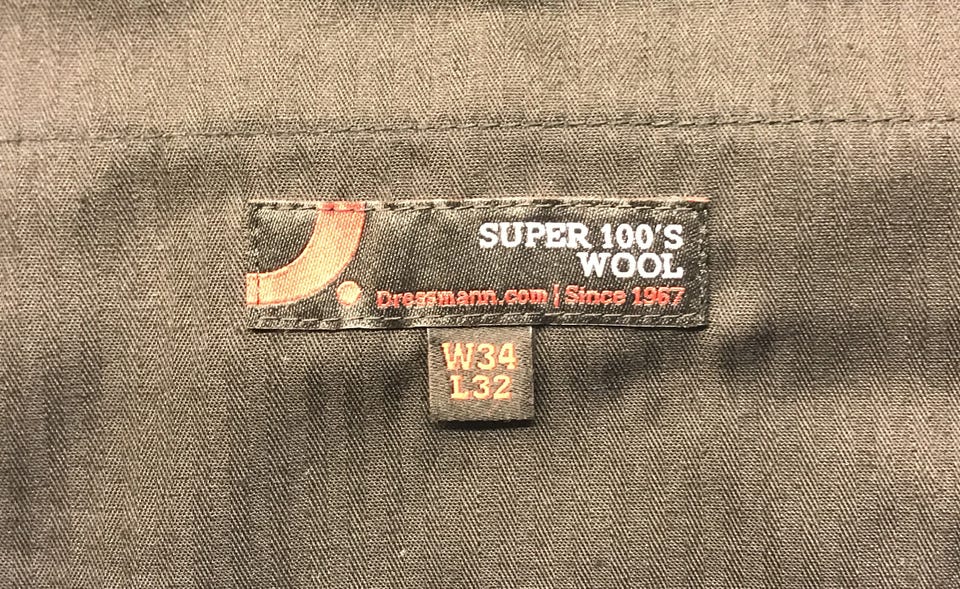 SUPER 100'S
WOOL
Dressmann.com | Since 1967
W34
L32